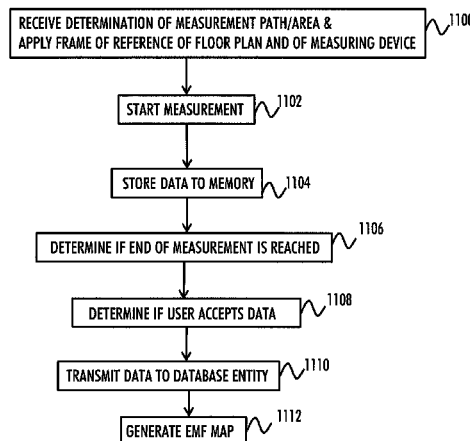 RECEIVE DETERMINATION OF MEASUREMENT PATH/AREA &
APPLY FRAME OF REFERENCE OF FLOOR PLAN AND OF MEASURING DEVICE
1100
START MEASUREMENT
1102
STORE DATA TO MEMORY
1104
DETERMINE IF END OF MEASUREMENT IS REACHED
1106
DETERMINE IF USER ACCEPTS DATA
1108
TRANSMIT DATA TO DATABASE ENTITY
1110
GENERATE EMF MAP
1112